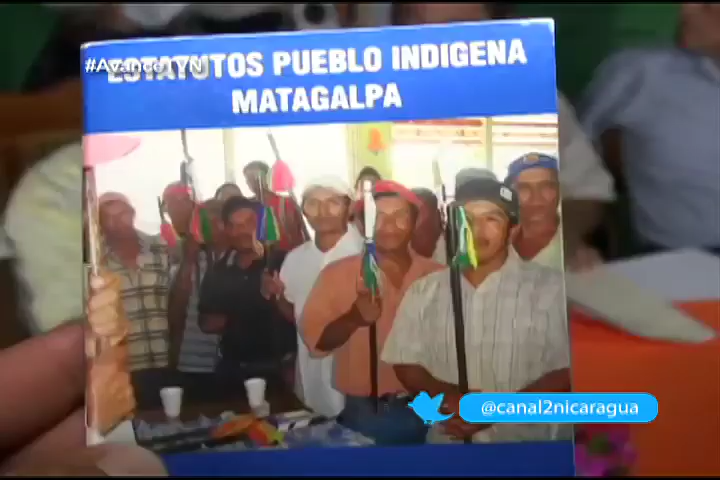 #AvanceTVN
ESTATUTOS PUEBLO INDIGENA
MATAGALPA
@canal2nicaragua